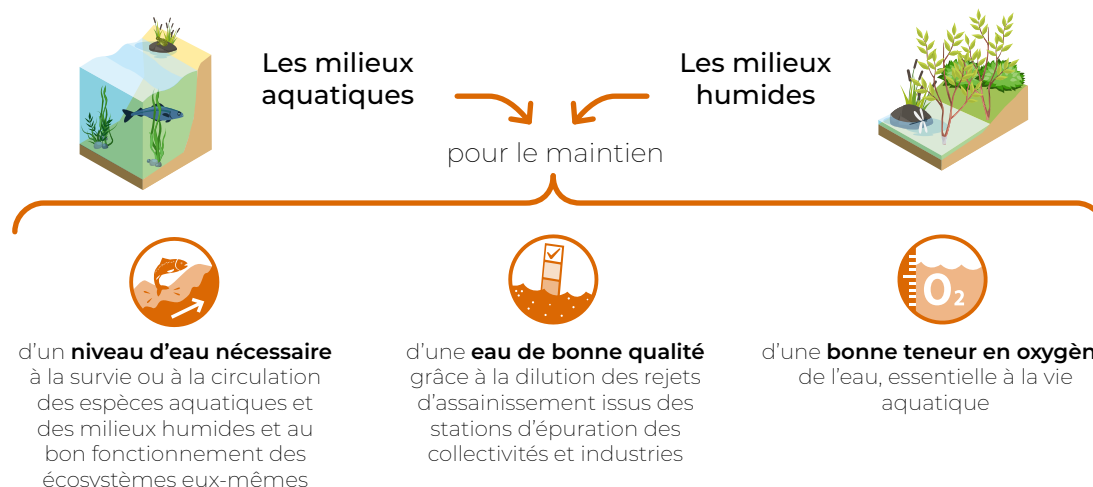 Les milieux
aquatiques
Les milieux
humides
pour le maintien
d'un niveau d'eau nécessaire
à la survie ou à la circulation
des espèces aquatiques et
des milieux humides et au
bon fonctionnement des
écosystèmes eux-mêmes
d'une eau de bonne qualité
grâce à la dilution des rejets
d'assainissement issus des
stations d'épuration des
collectivités et industries
O2
d'une bonne teneur en oxygèn
de l'eau, essentielle à la vie
aquatique